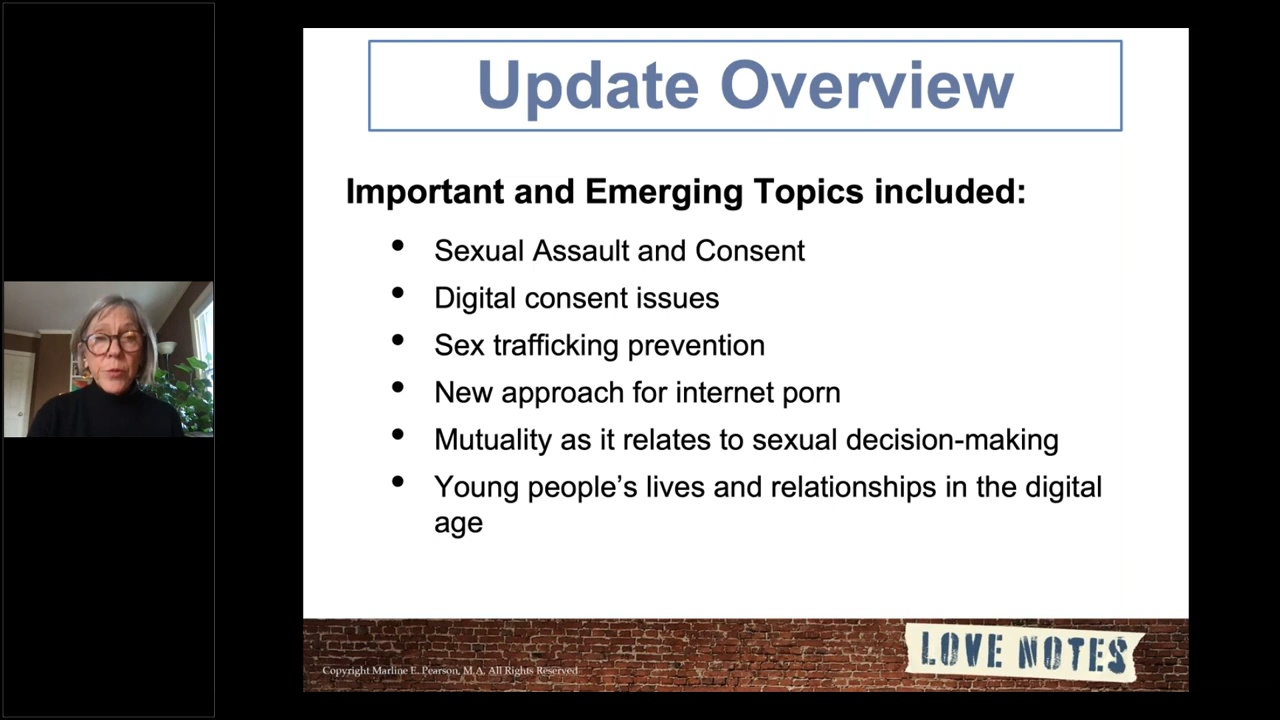 Update Overview
Important and Emerging Topics included:
• Sexual Assault and Consent
• Digital consent issues
• Sex trafficking prevention
• New approach for internet porn
• Mutuality as it relates to sexual decision-making
• Young people’s lives and relationships in the digital
age
Copyright Marline E. Pearson, M.A. All Rights Reserved
LOVE NOTES